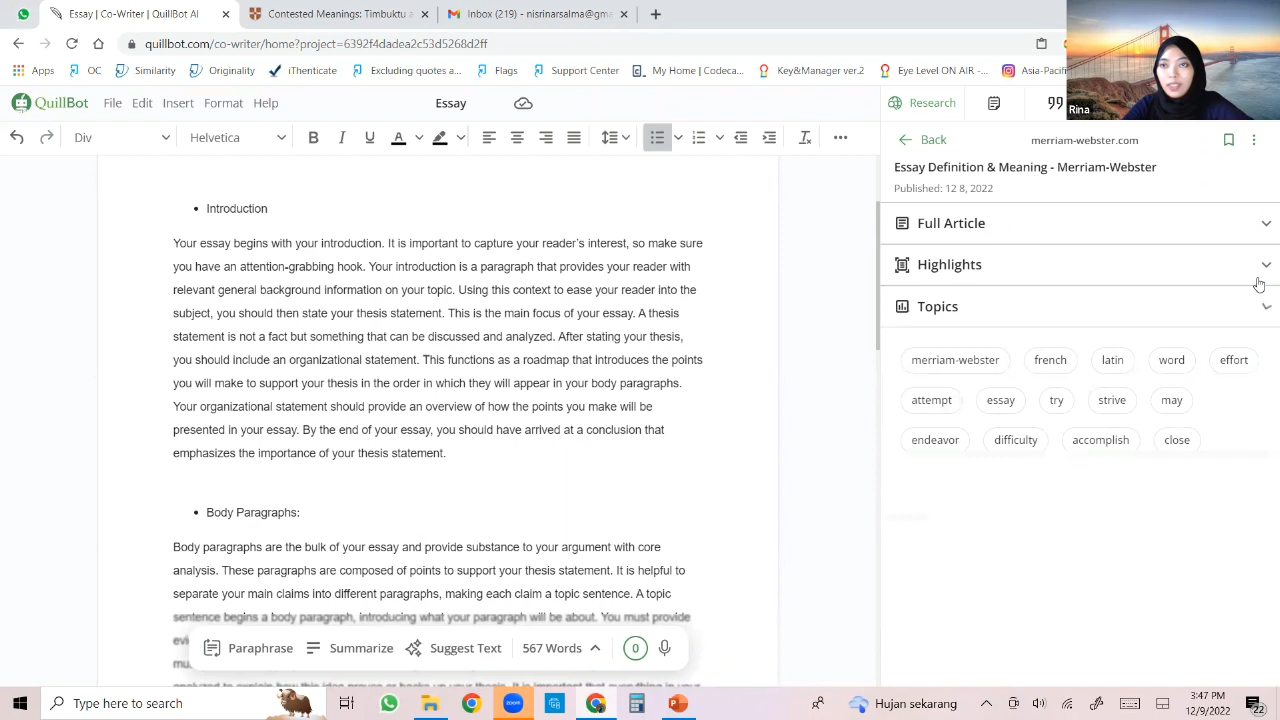 Essay | Co-Writer
account | Timbuktu a
Inbox (219) - rinarsalma@gm
quillbot.com/co-writer/home?project=6392f4dadea2c53d5268d2ff
Apps OC Similarity Originality iThenticate Excluding quotes a... Flags Support Center My Home | Codeca... Key&Manager ver.2 Eye Level ON AIR -... Asia-Pacif
Rina
QuillBot File Edit Insert Format Help Essay Research
Div Helvetica B I U A
Back merriam-webster.com
Essay Definition & Meaning - Merriam-Webster
Published: 12 8, 2022
Full Article
Highlights
Topics
merriam-webster french latin word effort
attempt essay try strive may
endeavor difficulty accomplish close
Introduction
Your essay begins with your introduction. It is important to capture your reader's interest, so make sure
you have an attention-grabbing hook. Your introduction is a paragraph that provides your reader with
relevant general background information on your topic. Using this context to ease your reader into the
subject, you should then state your thesis statement. This is the main focus of your essay. A thesis
statement is not a fact but something that can be discussed and analyzed. After stating your thesis,
you should include an organizational statement. This functions as a roadmap that introduces the points
you will make to support your thesis in the order in which they will appear in your body paragraphs.
Your organizational statement should provide an overview of how the points you make will be
presented in your essay. By the end of your essay, you should have arrived at a conclusion that
emphasizes the importance of your thesis statement.
Body Paragraphs:
Body paragraphs are the bulk of your essay and provide substance to your argument with core
analysis. These paragraphs are composed of points to support your thesis statement. It is helpful to
separate your main claims into different paragraphs, making each claim a topic sentence. A topic
sentence begins a body paragraph, introducing what your paragraph will be about. You must provide
Paraphrase Summarize Suggest Text 567 Words 0
Type here to search
zoom
Hujan sekarang
3:47 PM
12/9/2022
22